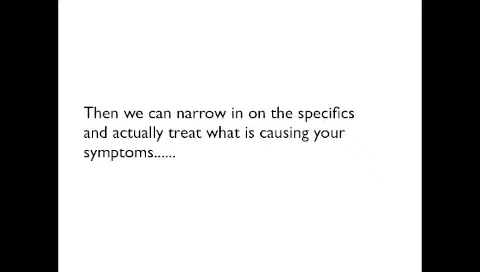 Then we can narrow in on the specifics
and actually treat what is causing your
symptoms......